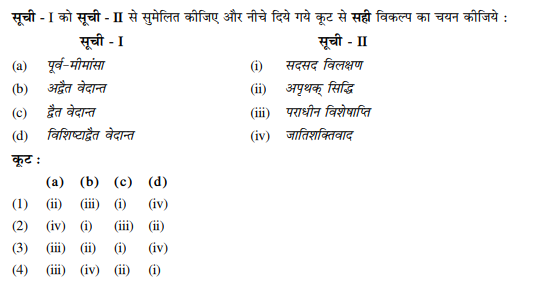 सूची - I को सूची - II से सुमेलित कीजिए और नीचे दिये गये कूट से सही विकल्प का चयन कीजिये :
सूची - I सूची - II
(a) पूर्व-मीमांसा (i) सदसद विलक्षण
(b) अद्वैत वेदान्त (ii) अपृथक् सिद्धि
(c) द्वैत वेदान्त (iii) पराधीन विशेषाप्ति
(d) विशिष्टाद्वैत वेदान्त (iv) जातिशक्तिवाद
कूट :
(a) (b) (c) (d)
(1) (ii) (iii) (i) (iv)
(2) (iv) (i) (iii) (ii)
(3) (iii) (ii) (i) (iv)
(4) (iii) (iv) (ii) (i)